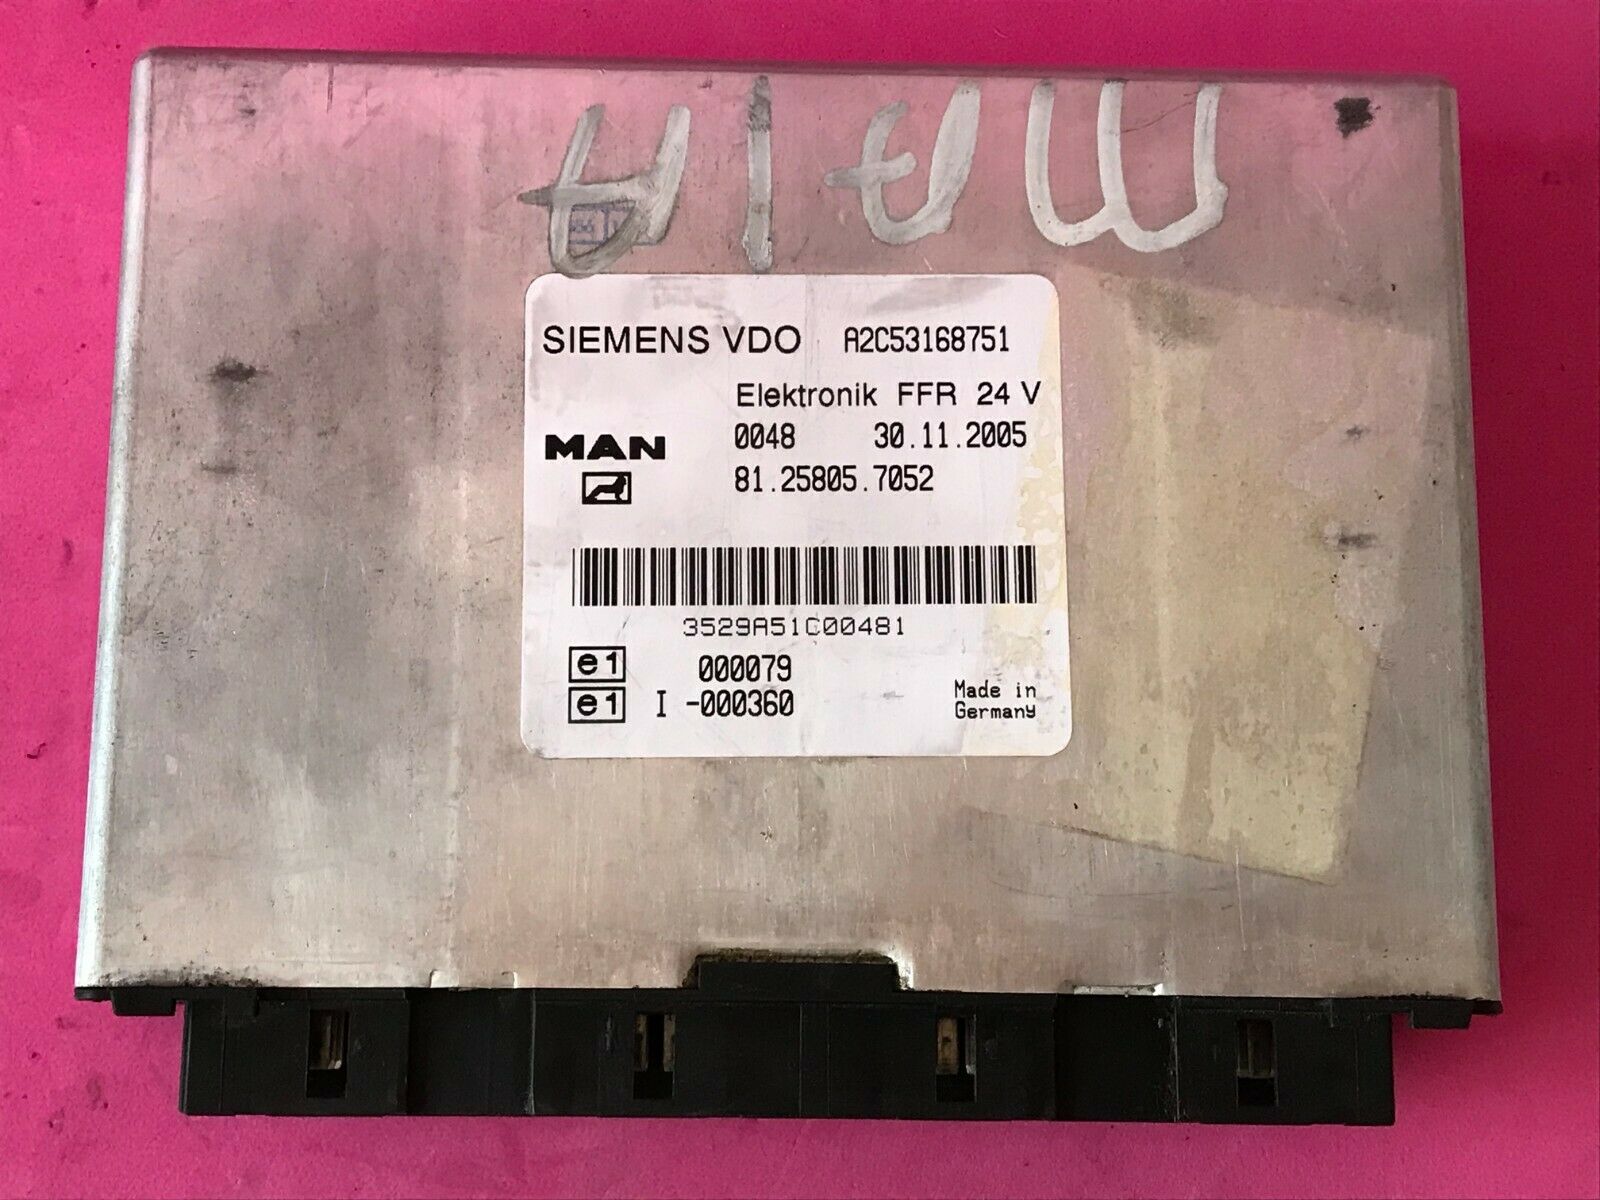 SIEMENS VDO A2C53168751
Elektronik FFR 24 V
MAN 0048 30.11.2005
81.25805.7052
3529A51C00481
e1 000079
e1 I -000360
Made in
Germany